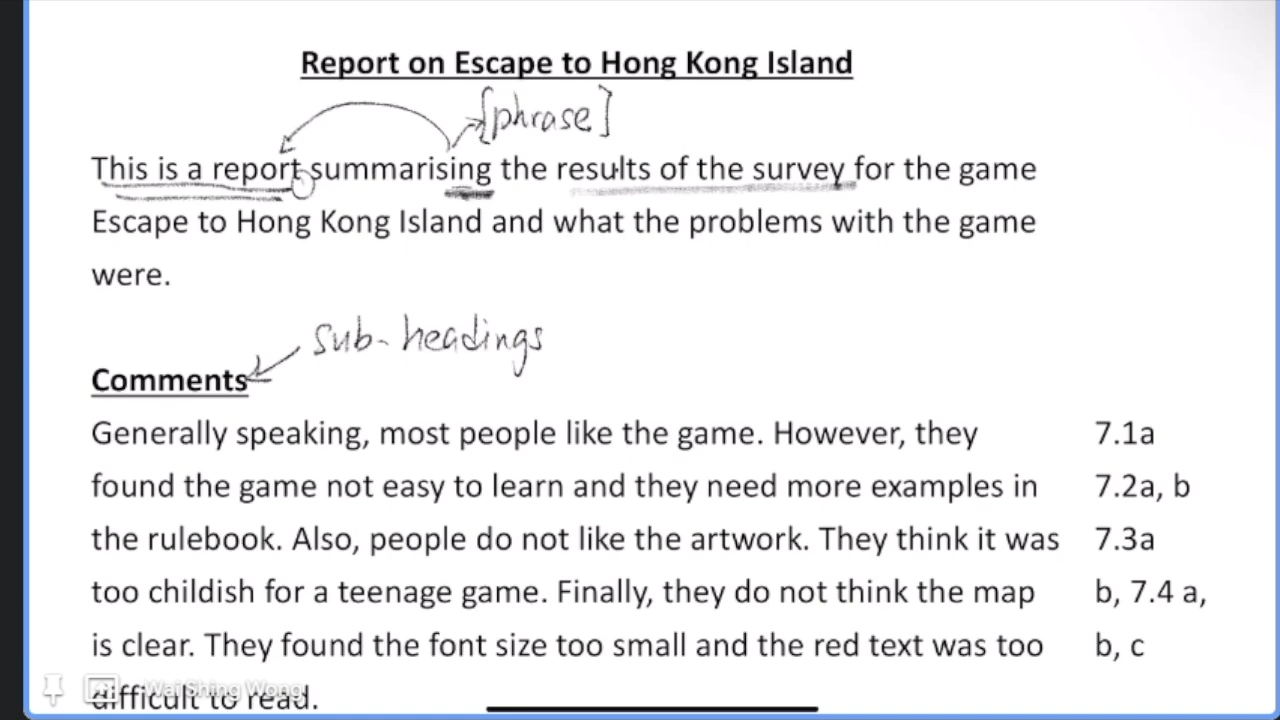 Report on Escape to Hong Kong Island
[phrase]
This is a report summarising the results of the survey for the game
Escape to Hong Kong Island and what the problems with the game
were.
sub-headings
Comments
Generally speaking, most people like the game. However, they 7.1a
found the game not easy to learn and they need more examples in 7.2a, b
the rulebook. Also, people do not like the artwork. They think it was 7.3a
too childish for a teenage game. Finally, they do not think the map b, 7.4 a,
is clear. They found the font size too small and the red text was too b, c
difficult to read.
Wai Shing Wong